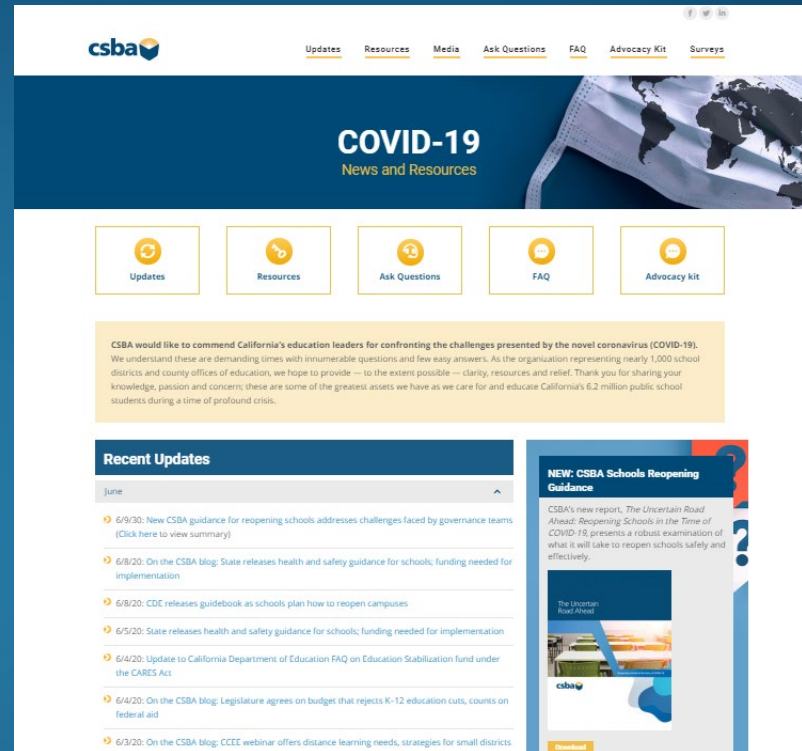 csba
Updates Resources Media Ask Questions FAQ Advocacy Kit Surveys
COVID-19
News and Resources
Updates
Resources
Ask Questions
FAQ
Advocacy kit
CSBA would like to commend California's education leaders for confronting the challenges presented by the novel coronavirus (COVID-19).
We understand these are demanding times with innumerable questions and few easy answers. As the organization representing nearly 1,000 school
districts and county offices of education, we hope to provide — to the extent possible — clarity, resources and relief. Thank you for sharing your
knowledge, passion and concern; these are some of the greatest assets we have as we care for and educate California's 6.2 million public school
students during a time of profound crisis.
Recent Updates
June
6/9/30: New CSBA guidance for reopening schools addresses challenges faced by governance teams
(Click here to view summary)
6/8/20: On the CSBA blog: State releases health and safety guidance for schools; funding needed for
implementation
6/8/20: CDE releases guidebook as schools plan how to reopen campuses
6/5/20: State releases health and safety guidance for schools; funding needed for implementation
6/4/20: Update to California Department of Education FAQ on Education Stabilization fund under
the CARES Act
6/4/20: On the CSBA blog: Legislature agrees on budget that rejects K–12 education cuts, counts on
federal aid
6/3/20: On the CSBA blog: CCEE webinar offers distance learning needs, strategies for small districts
NEW: CSBA Schools Reopening
Guidance
CSBA's new report, The Uncertain Road
Ahead: Reopening Schools in the Time of
COVID-19, presents a robust examination of
what it will take to reopen schools safely and
effectively.
The Uncertain
Road Ahead
csba
Download